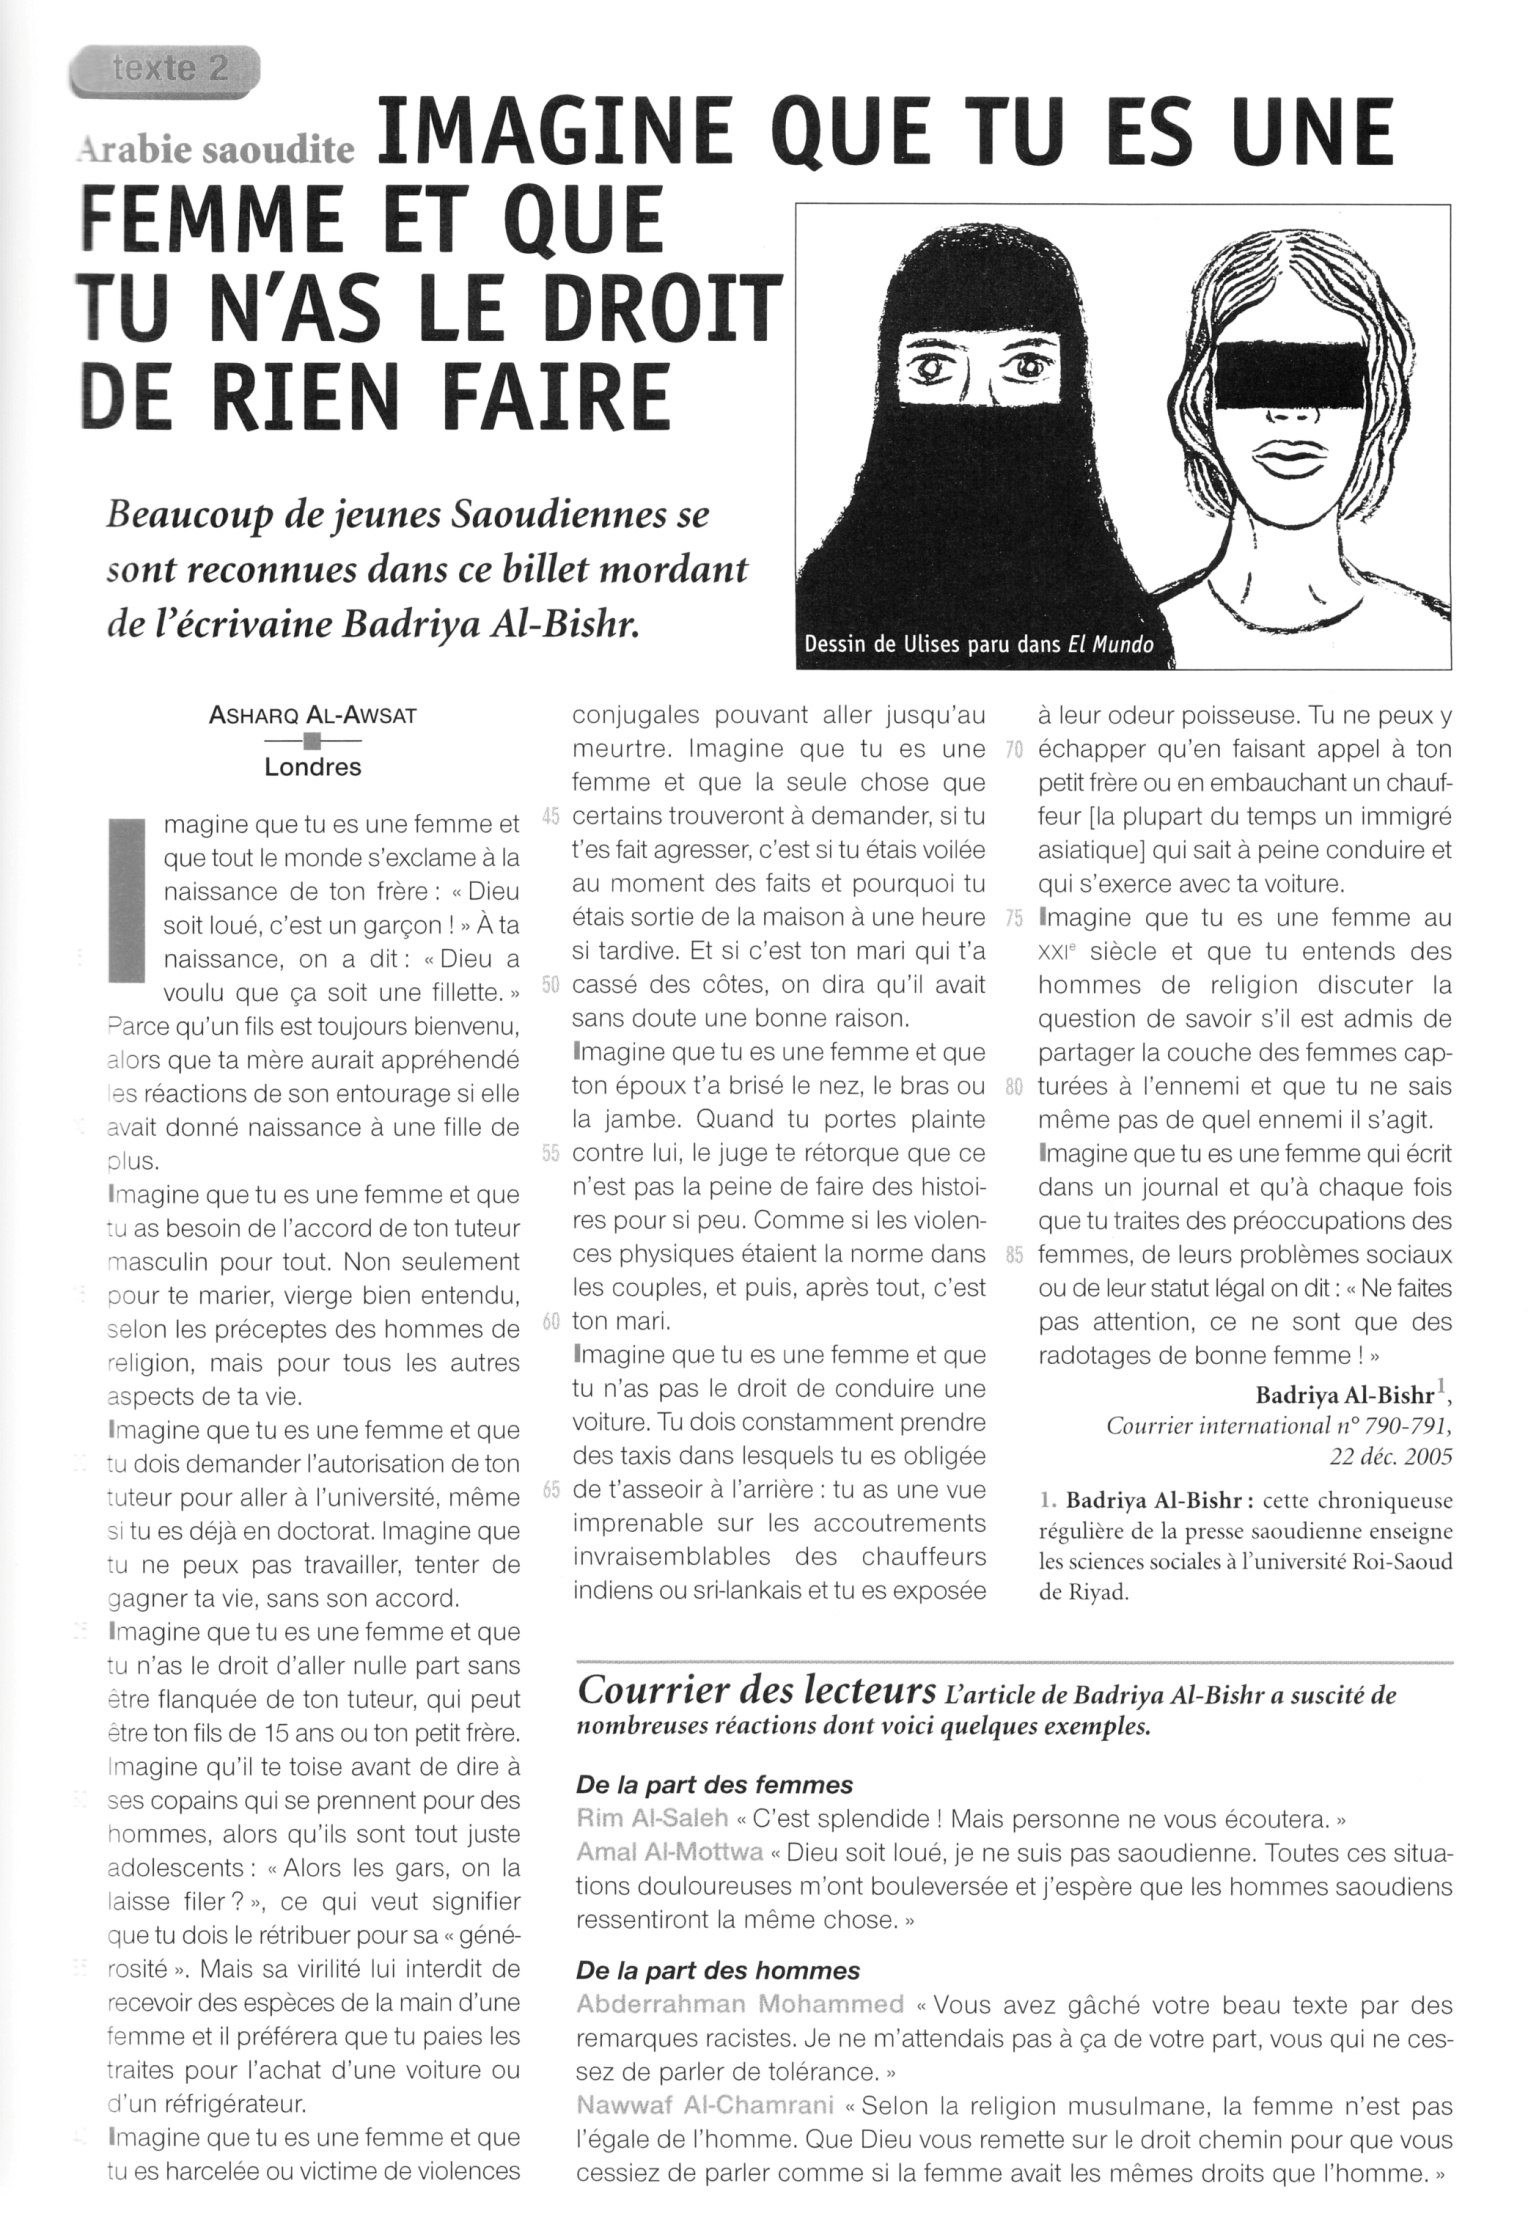 texte 2
Arabie saoudite IMAGINE QUE TU ES UNE
FEMME ET QUE
TU N'AS LE DROIT
DE RIEN FAIRE
Beaucoup de jeunes Saoudiennes se
sont reconnues dans ce billet mordant
de l'écrivaine Badriya Al-Bishr.
Dessin de Ulises paru dans El Mundo
ASHARQ AL-AWSAT
Londres
Imagine que tu es une femme et
que tout le monde s'exclame à la
naissance de ton frère : « Dieu
soit loué, c'est un garçon ! » À ta
naissance, on a dit : « Dieu a
voulu que ça soit une fillette. »
Parce qu'un fils est toujours bienvenu,
alors que ta mère aurait appréhendé
les réactions de son entourage si elle
avait donné naissance à une fille de
plus.
Imagine que tu es une femme et que
tu as besoin de l'accord de ton tuteur
masculin pour tout. Non seulement
pour te marier, vierge bien entendu,
selon les préceptes des hommes de
religion, mais pour tous les autres
aspects de ta vie.
Imagine que tu es une femme et que
tu dois demander l'autorisation de ton
tuteur pour aller à l'université, même
si tu es déjà en doctorat. Imagine que
tu ne peux pas travailler, tenter de
gagner ta vie, sans son accord.
Imagine que tu es une femme et que
tu n'as le droit d'aller nulle part sans
être flanquée de ton tuteur, qui peut
être ton fils de 15 ans ou ton petit frère.
Imagine qu'il te toise avant de dire à
ses copains qui se prennent pour des
hommes, alors qu'ils sont tout juste
adolescents : « Alors les gars, on la
laisse filer ? », ce qui veut signifier
que tu dois le rétribuer pour sa « géné-
rosité ». Mais sa virilité lui interdit de
recevoir des espèces de la main d'une
femme et il préférera que tu paies les
traites pour l'achat d'une voiture ou
d'un réfrigérateur.
Imagine que tu es une femme et que
tu es harcelée ou victime de violences
conjugales pouvant aller jusqu'au
meurtre. Imagine que tu es une
femme et que la seule chose que
45 certains trouveront à demander, si tu
t'es fait agresser, c'est si tu étais voilée
au moment des faits et pourquoi tu
étais sortie de la maison à une heure
si tardive. Et si c'est ton mari qui t'a
50 cassé des côtes, on dira qu'il avait
sans doute une bonne raison.
Imagine que tu es une femme et que
ton époux t'a brisé le nez, le bras ou
la jambe. Quand tu portes plainte
55 contre lui, le juge te rétorque que ce
n'est pas la peine de faire des histoi-
res pour si peu. Comme si les violen-
ces physiques étaient la norme dans
les couples, et puis, après tout, c'est
60 ton mari.
Imagine que tu es une femme et que
tu n'as pas le droit de conduire une
voiture. Tu dois constamment prendre
des taxis dans lesquels tu es obligée
65 de t'asseoir à l'arrière : tu as une vue
imprenable sur les accoutrements
invraisemblables des chauffeurs
indiens ou sri-lankais et tu es exposée
à leur odeur poisseuse. Tu ne peux y
70 échapper qu'en faisant appel à ton
petit frère ou en embauchant un chauf-
feur [la plupart du temps un immigré
asiatique] qui sait à peine conduire et
qui s'exerce avec ta voiture.
75 Imagine que tu es une femme au
XXIe siècle et que tu entends des
hommes de religion discuter la
question de savoir s'il est admis de
partager la couche des femmes cap-
80 turées à l'ennemi et que tu ne sais
même pas de quel ennemi il s'agit.
Imagine que tu es une femme qui écrit
dans un journal et qu'à chaque fois
que tu traites des préoccupations des
85 femmes, de leurs problèmes sociaux
ou de leur statut légal on dit : « Ne faites
pas attention, ce ne sont que des
radotages de bonne femme ! »
Badriya Al-Bishr1,
Courrier international n° 790-791,
22 déc. 2005
1. Badriya Al-Bishr : cette chroniqueuse
régulière de la presse saoudienne enseigne
les sciences sociales à l'université Roi-Saoud
de Riyad.
Courrier des lecteurs L'article de Badriya Al-Bishr a suscité de
nombreuses réactions dont voici quelques exemples.
De la part des femmes
Rim Al-Saleh « C'est splendide ! Mais personne ne vous écoutera. »
Amal Al-Mottwa « Dieu soit loué, je ne suis pas saoudienne. Toutes ces situa-
tions douloureuses m'ont bouleversée et j'espère que les hommes saoudiens
ressentiront la même chose. »
De la part des hommes
Abderrahman Mohammed « Vous avez gâché votre beau texte par des
remarques racistes. Je ne m'attendais pas à ça de votre part, vous qui ne ces-
sez de parler de tolérance. »
Nawwaf Al-Chamrani « Selon la religion musulmane, la femme n'est pas
l'égale de l'homme. Que Dieu vous remette sur le droit chemin pour que vous
cessiez de parler comme si la femme avait les mêmes droits que l'homme. »